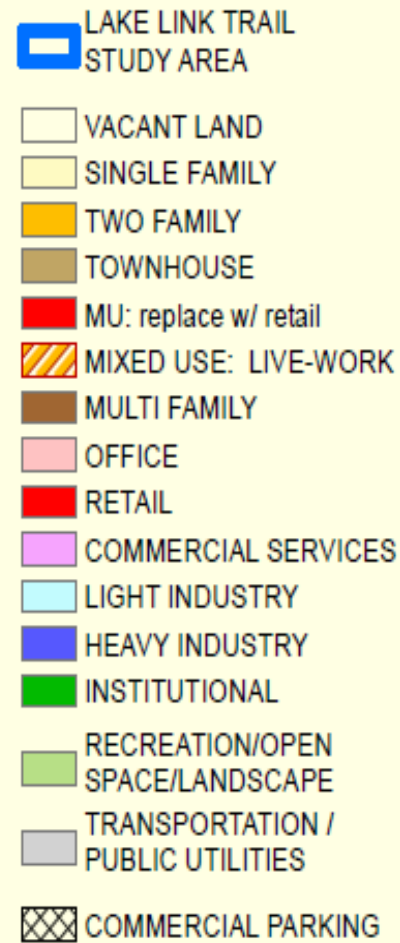 LAKE LINK TRAIL
STUDY AREA
VACANT LAND
SINGLE FAMILY
TWO FAMILY
TOWNHOUSE
MU: replace w/ retail
MIXED USE: LIVE-WORK
MULTI FAMILY
OFFICE
RETAIL
COMMERCIAL SERVICES
LIGHT INDUSTRY
HEAVY INDUSTRY
INSTITUTIONAL
RECREATION/OPEN
SPACE/LANDSCAPE
TRANSPORTATION /
PUBLIC UTILITIES
COMMERCIAL PARKING